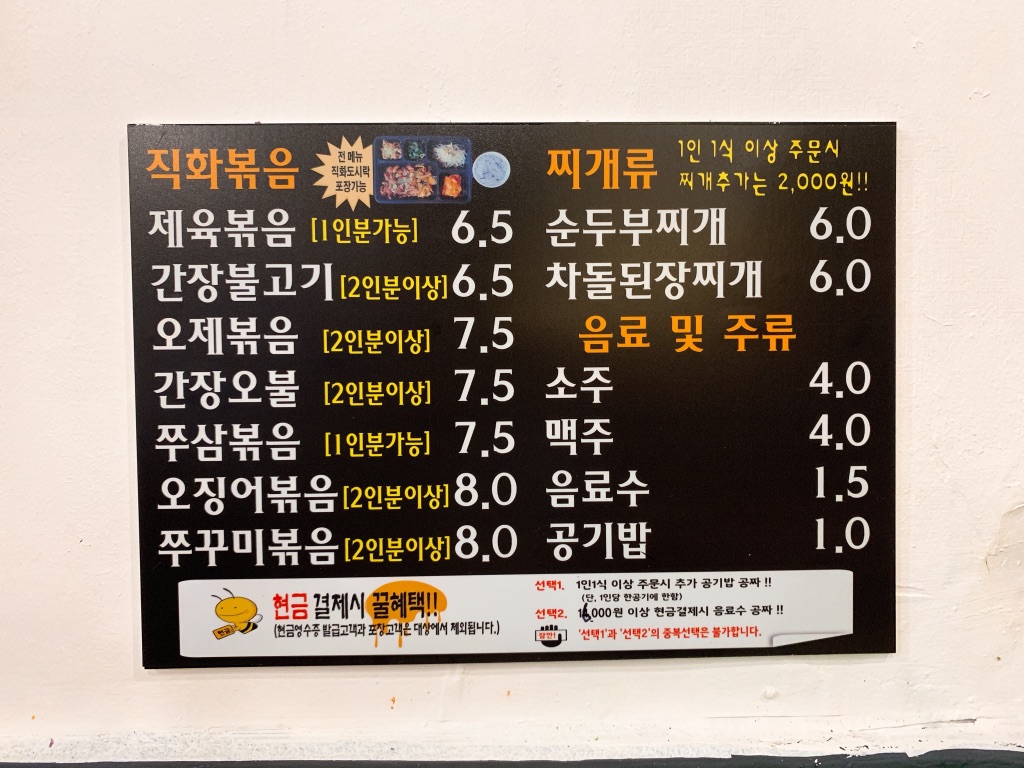 직화볶음
전 메뉴
직화도시락
포장가능
제육볶음 [1인분가능] 6.5
간장불고기 [2인분이상] 6.5
오제볶음 [2인분이상] 7.5
간장오불 [2인분이상] 7.5
쭈삼볶음 [1인분가능] 7.5
오징어볶음 [2인분이상] 8.0
쭈꾸미볶음 [2인분이상] 8.0
찌개류
1인 1식 이상 주문시
찌개추가는 2,000원!!
순두부찌개 6.0
차돌된장찌개 6.0
음료 및 주류
소주 4.0
맥주 4.0
음료수 1.5
공기밥 1.0
현금
현금 결제시 꿀혜택!!
(현금영수증 발급고객과 포장고객은 대상에서 제외됩니다.)
선택1. 1인1식 이상 주문시 추가 공기밥 공짜 !!
(단, 1인당 한공기에 한함)
선택2. 16,000원 이상 현금결제시 음료수 공짜 !!
잠깐! '선택1'과 '선택2'의 중복선택은 불가합니다.